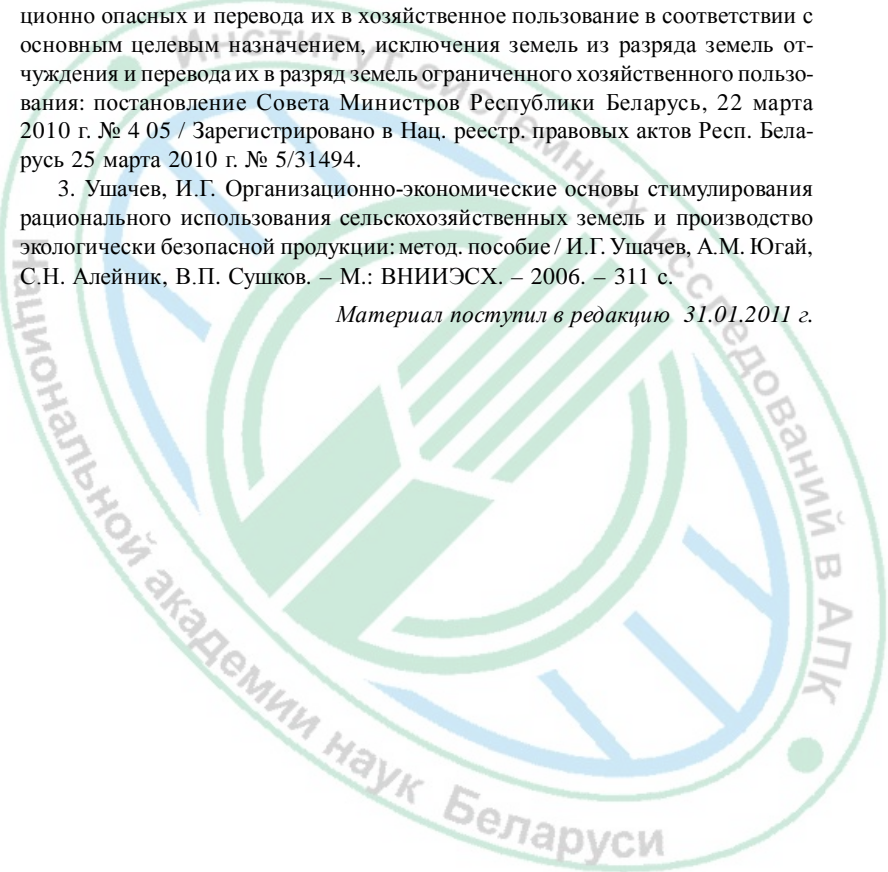 ционно опасных и перевода их в хозяйственное пользование в соответствии с
основным целевым назначением, исключения земель из разряда земель от-
чуждения и перевода их в разряд земель ограниченного хозяйственного пользо-
вания: постановление Совета Министров Республики Беларусь, 22 марта
2010 г. № 4 05 / Зарегистрировано в Нац. реестр. правовых актов Респ. Бела-
русь 25 марта 2010 г. № 5/31494.
3. Ушачев, И.Г. Организационно-экономические основы стимулирования
рационального использования сельскохозяйственных земель и производство
экологически безопасной продукции: метод. пособие / И.Г. Ушачев, А.М. Югай,
С.Н. Алейник, В.П. Сушков. – М.: ВНИИЭСХ. – 2006. – 311 с.
Материал поступил в редакцию 31.01.2011 г.
Институт системных исследований в АПК
национальной академии наук Беларуси